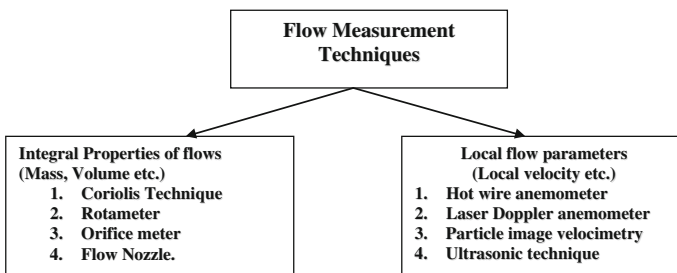 Flow Measurement
Techniques
Integral Properties of flows
(Mass, Volume etc.)
1. Coriolis Technique
2. Rotameter
3. Orifice meter
4. Flow Nozzle.
Local flow parameters
(Local velocity etc.)
1. Hot wire anemometer
2. Laser Doppler anemometer
3. Particle image velocimetry
4. Ultrasonic technique